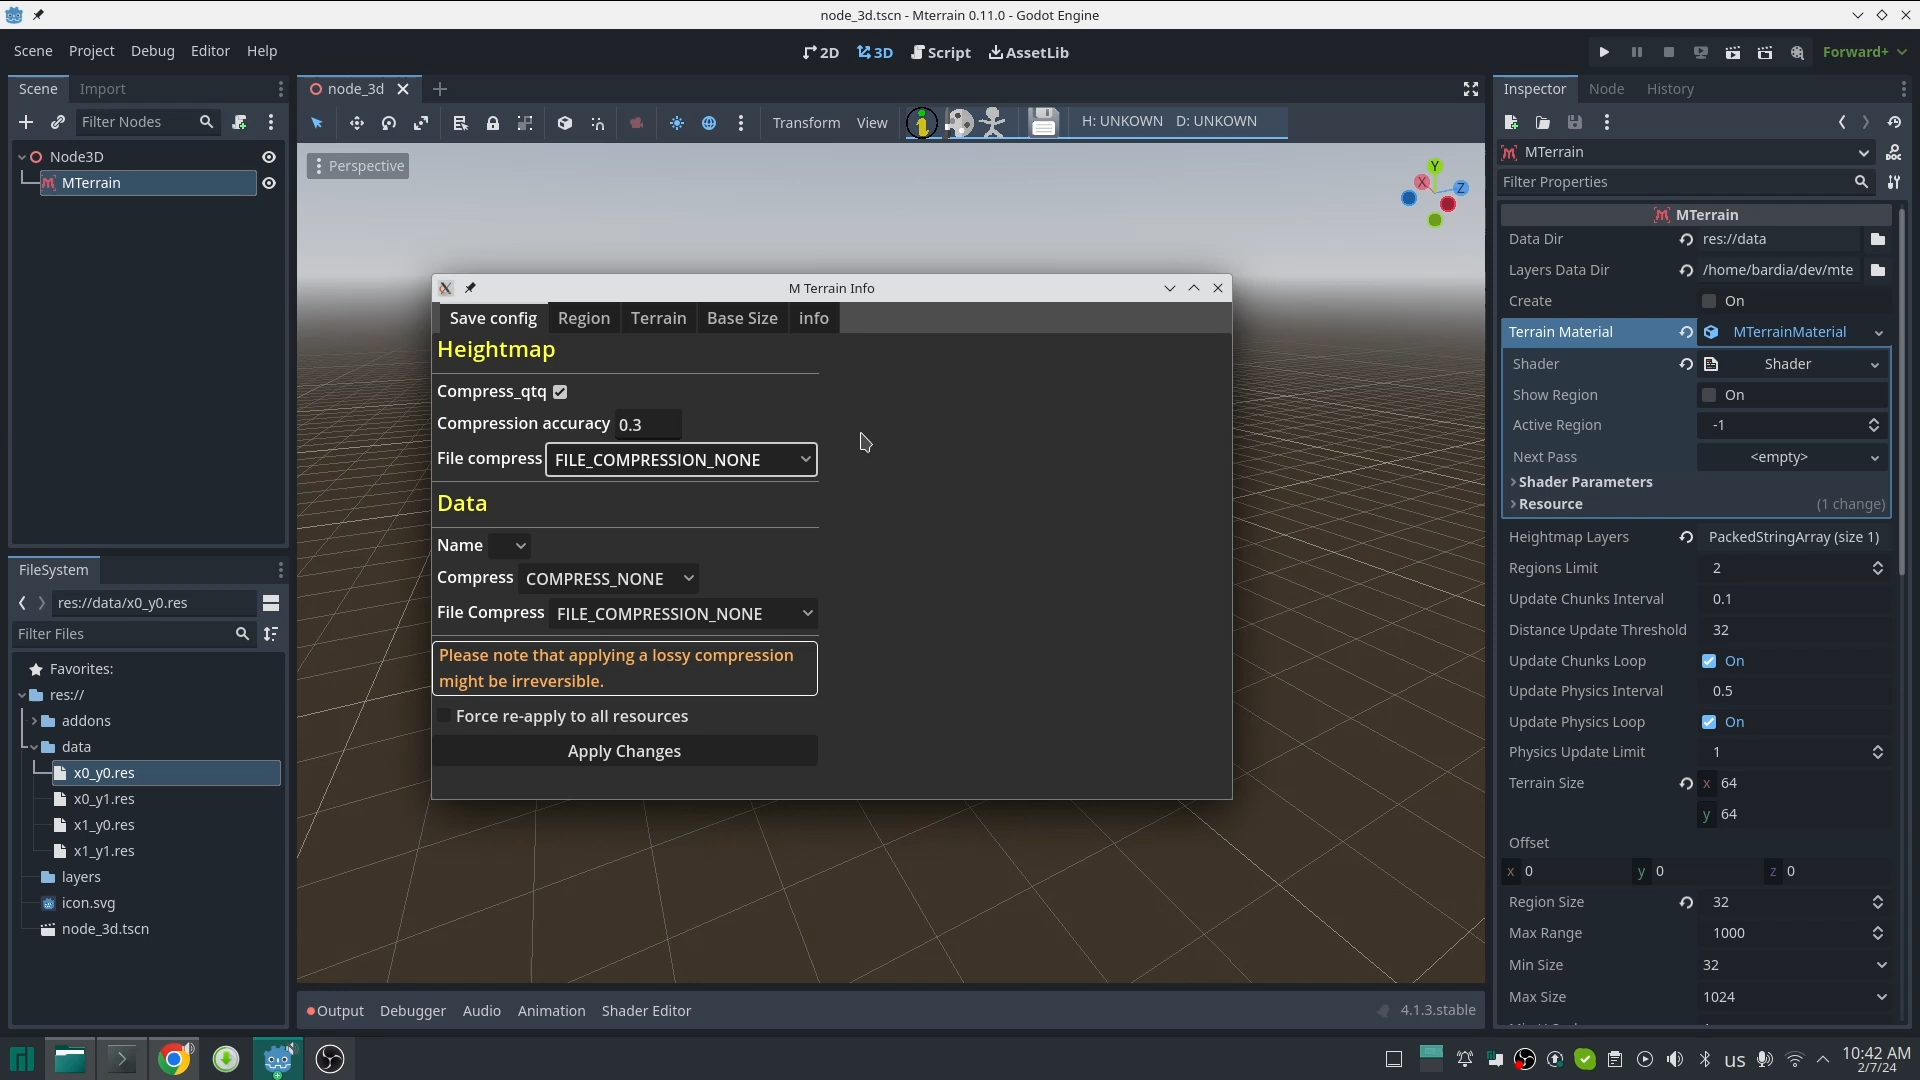 node_3d.tscn - Mterrain 0.11.0 - Godot Engine
Scene Project Debug Editor Help
2D 3D Script AssetLib
Forward+
Scene Import
Filter Nodes
Node3D
MTerrain
FileSystem
res://data/x0_y0.res
Filter Files
Favorites:
res://
addons
data
x0_y0.res
x0_y1.res
x1_y0.res
x1_y1.res
layers
icon.svg
node_3d.tscn
node_3d
Transform View
H: UNKOWN D: UNKOWN
Perspective
Y
X
Z
M Terrain Info
Save config Region Terrain Base Size info
Heightmap
Compress_qtq
Compression accuracy 0.3
File compress FILE_COMPRESSION_NONE
Data
Name
Compress COMPRESS_NONE
File Compress FILE_COMPRESSION_NONE
Please note that applying a lossy compression
might be irreversible.
Force re-apply to all resources
Apply Changes
Output Debugger Audio Animation Shader Editor
4.1.3.stable
Inspector Node History
MTerrain
DOC
Filter Properties
MTerrain
Data Dir res://data
Layers Data Dir /home/bardia/dev/mte
Create On
Terrain Material MTerrainMaterial
Shader Shader
Show Region On
Active Region -1
Next Pass <empty>
Shader Parameters
Resource (1 change)
Heightmap Layers PackedStringArray (size 1)
Regions Limit 2
Update Chunks Interval 0.1
Distance Update Threshold 32
Update Chunks Loop On
Update Physics Interval 0.5
Update Physics Loop On
Physics Update Limit 1
Terrain Size x 64
y 64
Offset
x 0 y 0 z 0
Region Size 32
Max Range 1000
Min Size 32
Max Size 1024
us
10:42 AM
2/7/24